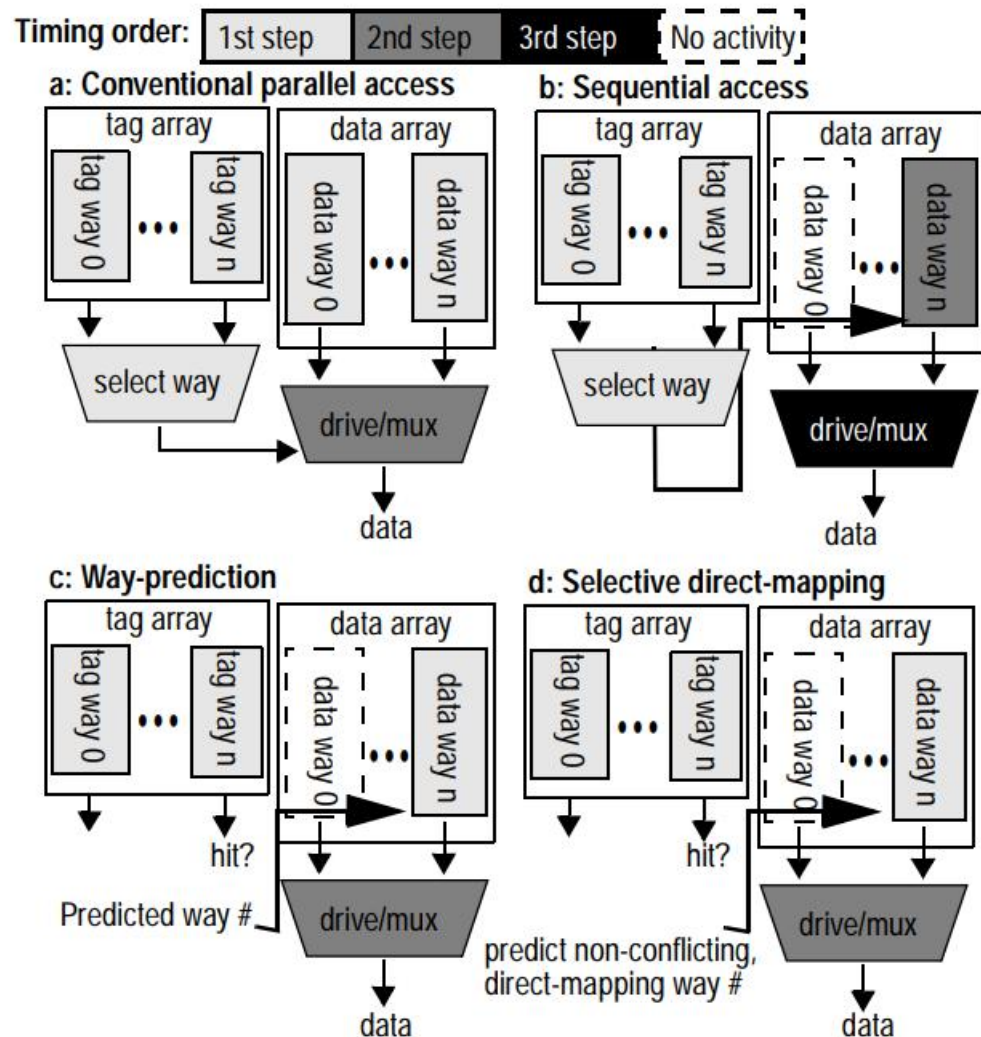 Timing order: 1st step 2nd step 3rd step No activity
a: Conventional parallel access
tag array
data array
tag way 0
•••
tag way n
data way 0
•••
data way n
select way
drive/mux
data
b: Sequential access
tag array
data array
tag way 0
•••
tag way n
data way 0
•••
data way n
select way
drive/mux
data
c: Way-prediction
tag array
data array
tag way 0
•••
tag way n
data way 0
•••
data way n
hit?
Predicted way #
drive/mux
data
d: Selective direct-mapping
tag array
data array
tag way 0
•••
tag way n
data way 0
•••
data way n
hit?
predict non-conflicting,
direct-mapping way #
drive/mux
data